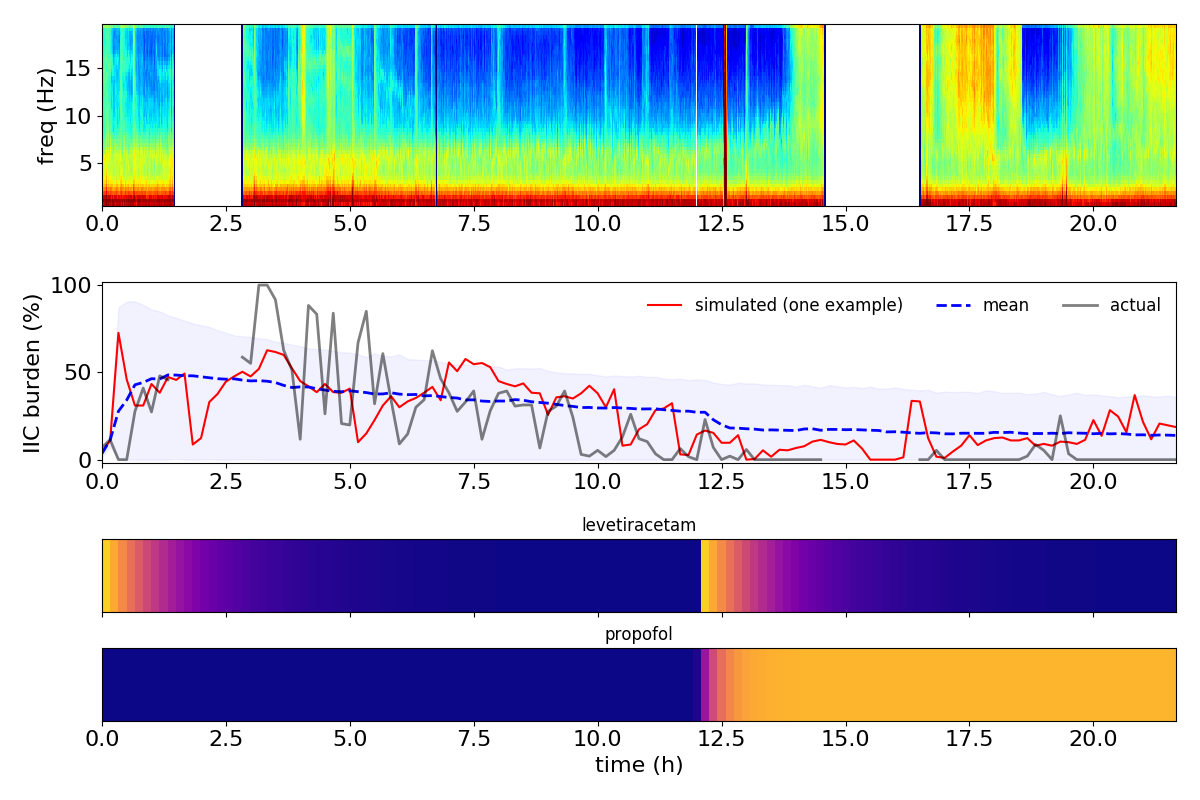 freq (Hz)
15
10
5
0.0 2.5 5.0 7.5 10.0 12.5 15.0 17.5 20.0
IIC burden (%)
100
50
0
simulated (one example) mean actual
0.0 2.5 5.0 7.5 10.0 12.5 15.0 17.5 20.0
levetiracetam
propofol
0.0 2.5 5.0 7.5 10.0 12.5 15.0 17.5 20.0
time (h)